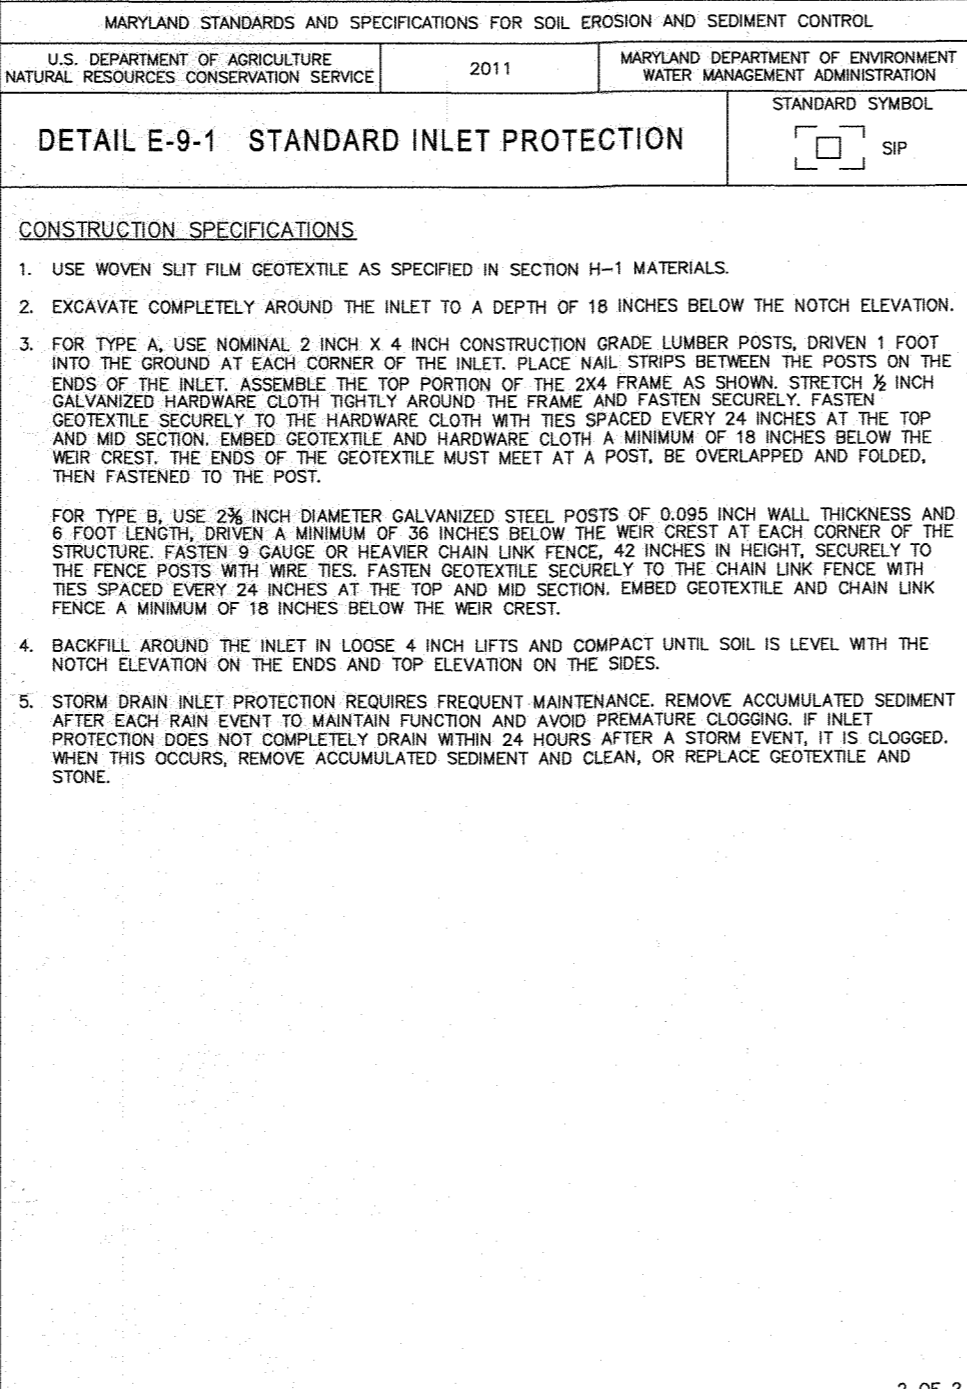 MARYLAND STANDARDS AND SPECIFICATIONS FOR SOIL EROSION AND SEDIMENT CONTROL
U.S. DEPARTMENT OF AGRICULTURE
NATURAL RESOURCES CONSERVATION SERVICE
2011
MARYLAND DEPARTMENT OF ENVIRONMENT
WATER MANAGEMENT ADMINISTRATION
DETAIL E-9-1 STANDARD INLET PROTECTION
STANDARD SYMBOL
SIP
CONSTRUCTION SPECIFICATIONS
1. USE WOVEN SLIT FILM GEOTEXTILE AS SPECIFIED IN SECTION H-1 MATERIALS.
2. EXCAVATE COMPLETELY AROUND THE INLET TO A DEPTH OF 18 INCHES BELOW THE NOTCH ELEVATION.
3. FOR TYPE A, USE NOMINAL 2 INCH X 4 INCH CONSTRUCTION GRADE LUMBER POSTS, DRIVEN 1 FOOT
INTO THE GROUND AT EACH CORNER OF THE INLET. PLACE NAIL STRIPS BETWEEN THE POSTS ON THE
ENDS OF THE INLET. ASSEMBLE THE TOP PORTION OF THE 2X4 FRAME AS SHOWN. STRETCH ½ INCH
GALVANIZED HARDWARE CLOTH TIGHTLY AROUND THE FRAME AND FASTEN SECURELY. FASTEN
GEOTEXTILE SECURELY TO THE HARDWARE CLOTH WITH TIES SPACED EVERY 24 INCHES AT THE TOP
AND MID SECTION. EMBED GEOTEXTILE AND HARDWARE CLOTH A MINIMUM OF 18 INCHES BELOW THE
WEIR CREST. THE ENDS OF THE GEOTEXTILE MUST MEET AT A POST, BE OVERLAPPED AND FOLDED,
THEN FASTENED TO THE POST.
FOR TYPE B, USE 2⅜ INCH DIAMETER GALVANIZED STEEL POSTS OF 0.095 INCH WALL THICKNESS AND
6 FOOT LENGTH, DRIVEN A MINIMUM OF 36 INCHES BELOW THE WEIR CREST AT EACH CORNER OF THE
STRUCTURE. FASTEN 9 GAUGE OR HEAVIER CHAIN LINK FENCE, 42 INCHES IN HEIGHT, SECURELY TO
THE FENCE POSTS WITH WIRE TIES. FASTEN GEOTEXTILE SECURELY TO THE CHAIN LINK FENCE WITH
TIES SPACED EVERY 24 INCHES AT THE TOP AND MID SECTION. EMBED GEOTEXTILE AND CHAIN LINK
FENCE A MINIMUM OF 18 INCHES BELOW THE WEIR CREST.
4. BACKFILL AROUND THE INLET IN LOOSE 4 INCH LIFTS AND COMPACT UNTIL SOIL IS LEVEL WITH THE
NOTCH ELEVATION ON THE ENDS AND TOP ELEVATION ON THE SIDES.
5. STORM DRAIN INLET PROTECTION REQUIRES FREQUENT MAINTENANCE. REMOVE ACCUMULATED SEDIMENT
AFTER EACH RAIN EVENT TO MAINTAIN FUNCTION AND AVOID PREMATURE CLOGGING. IF INLET
PROTECTION DOES NOT COMPLETELY DRAIN WITHIN 24 HOURS AFTER A STORM EVENT, IT IS CLOGGED.
WHEN THIS OCCURS, REMOVE ACCUMULATED SEDIMENT AND CLEAN, OR REPLACE GEOTEXTILE AND
STONE.
2 OF 2